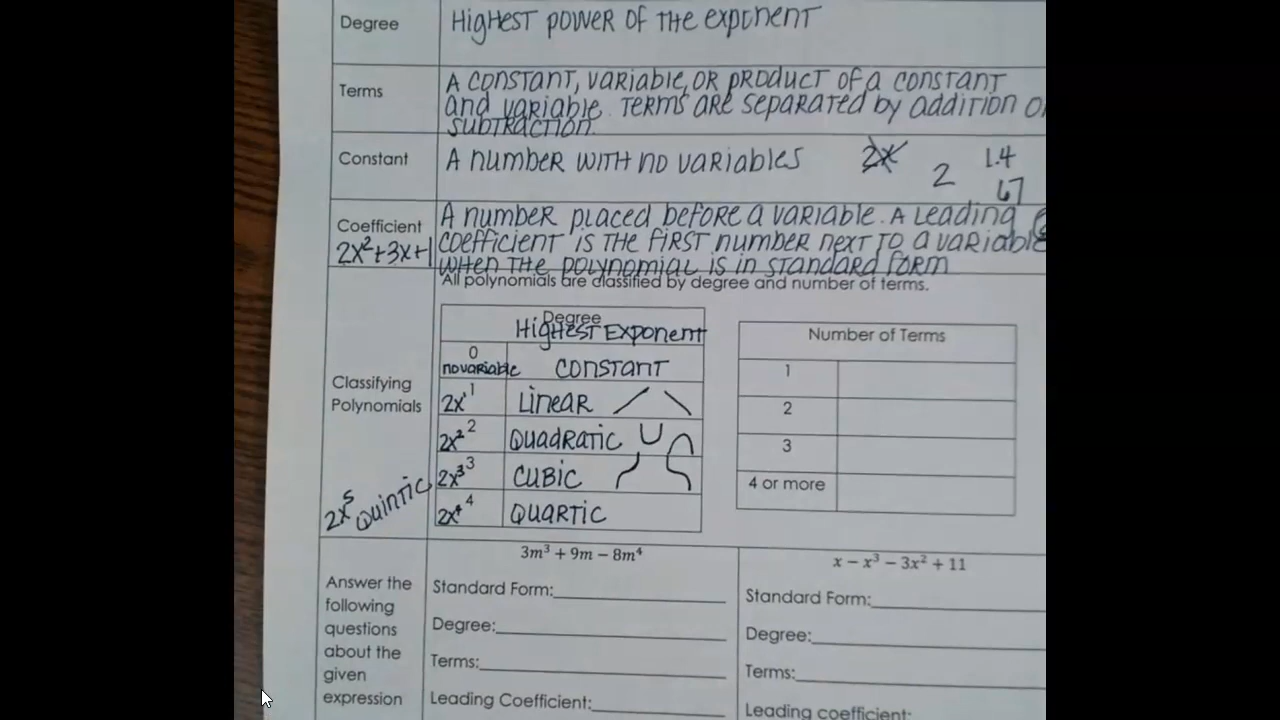 Degree
HigHEST POWER OF THE EXPONENT
Terms
A CONSTANT, VARIABLE, OR PRODUCT OF A CONSTANT
AND VARIABLE. TERMS ARE SEPARATED by ADDITION
SUBTRACTION.
Constant
A NUMBER WITH NO VARIABLES
2x
2
1.4
67
Coefficient
2x²+3x+1
A NUMBER PLACED BEFORE A VARIABLE. A LEADING
COEFFICIENT IS THE FIRST NUMBER NEXT TO A VARIABLE
WHEN THE POLYNOMIAL IS IN STANDARD FORM
All polynomials are classified by degree and number of terms.
Classifying
Polynomials
2x⁵ QUINTIC
Degree
HigHEST EXPONENT
0
no variable
CONSTANT
2x¹ 1
LINEAR
2x² 2
QUADRATIC
2x³ 3
CUBIC
2x⁴ 4
QUARTIC
Number of Terms
1
2
3
4 or more
Answer the
following
questions
about the
given
expression
3m³ + 9m − 8m⁴
Standard Form:
Degree:
Terms:
Leading Coefficient:
x − x³ − 3x² + 11
Standard Form:
Degree:
Terms:
Leading coefficient: